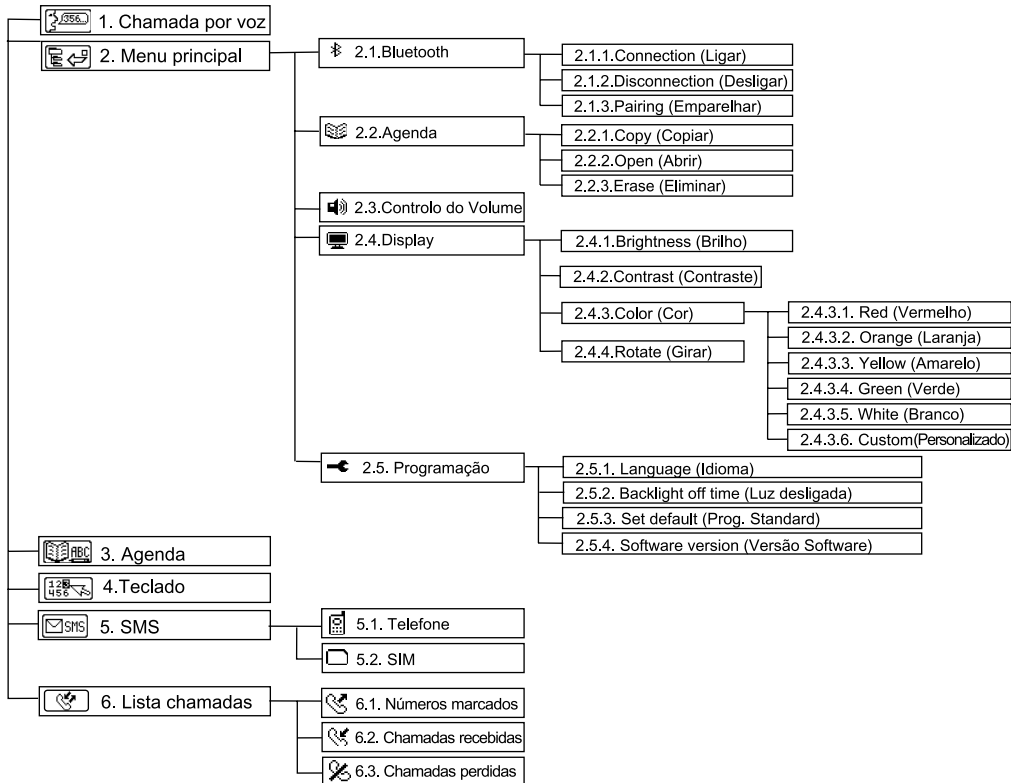 1. Chamada por voz
2. Menu principal
2.1.Bluetooth
2.1.1.Connection (Ligar)
2.1.2.Disconnection (Desligar)
2.1.3.Pairing (Emparelhar)
2.2.Agenda
2.2.1.Copy (Copiar)
2.2.2.Open (Abrir)
2.2.3.Erase (Eliminar)
2.3.Controlo do Volume
2.4.Display
2.4.1.Brightness (Brilho)
2.4.2.Contrast (Contraste)
2.4.3.Color (Cor)
2.4.3.1. Red (Vermelho)
2.4.3.2. Orange (Laranja)
2.4.3.3. Yellow (Amarelo)
2.4.3.4. Green (Verde)
2.4.3.5. White (Branco)
2.4.3.6. Custom(Personalizado)
2.4.4.Rotate (Girar)
2.5. Programação
2.5.1. Language (Idioma)
2.5.2. Backlight off time (Luz desligada)
2.5.3. Set default (Prog. Standard)
2.5.4. Software version (Versão Software)
ABC 3. Agenda
123
456 4.Teclado
SMS 5. SMS
5.1. Telefone
5.2. SIM
6. Lista chamadas
6.1. Números marcados
6.2. Chamadas recebidas
6.3. Chamadas perdidas